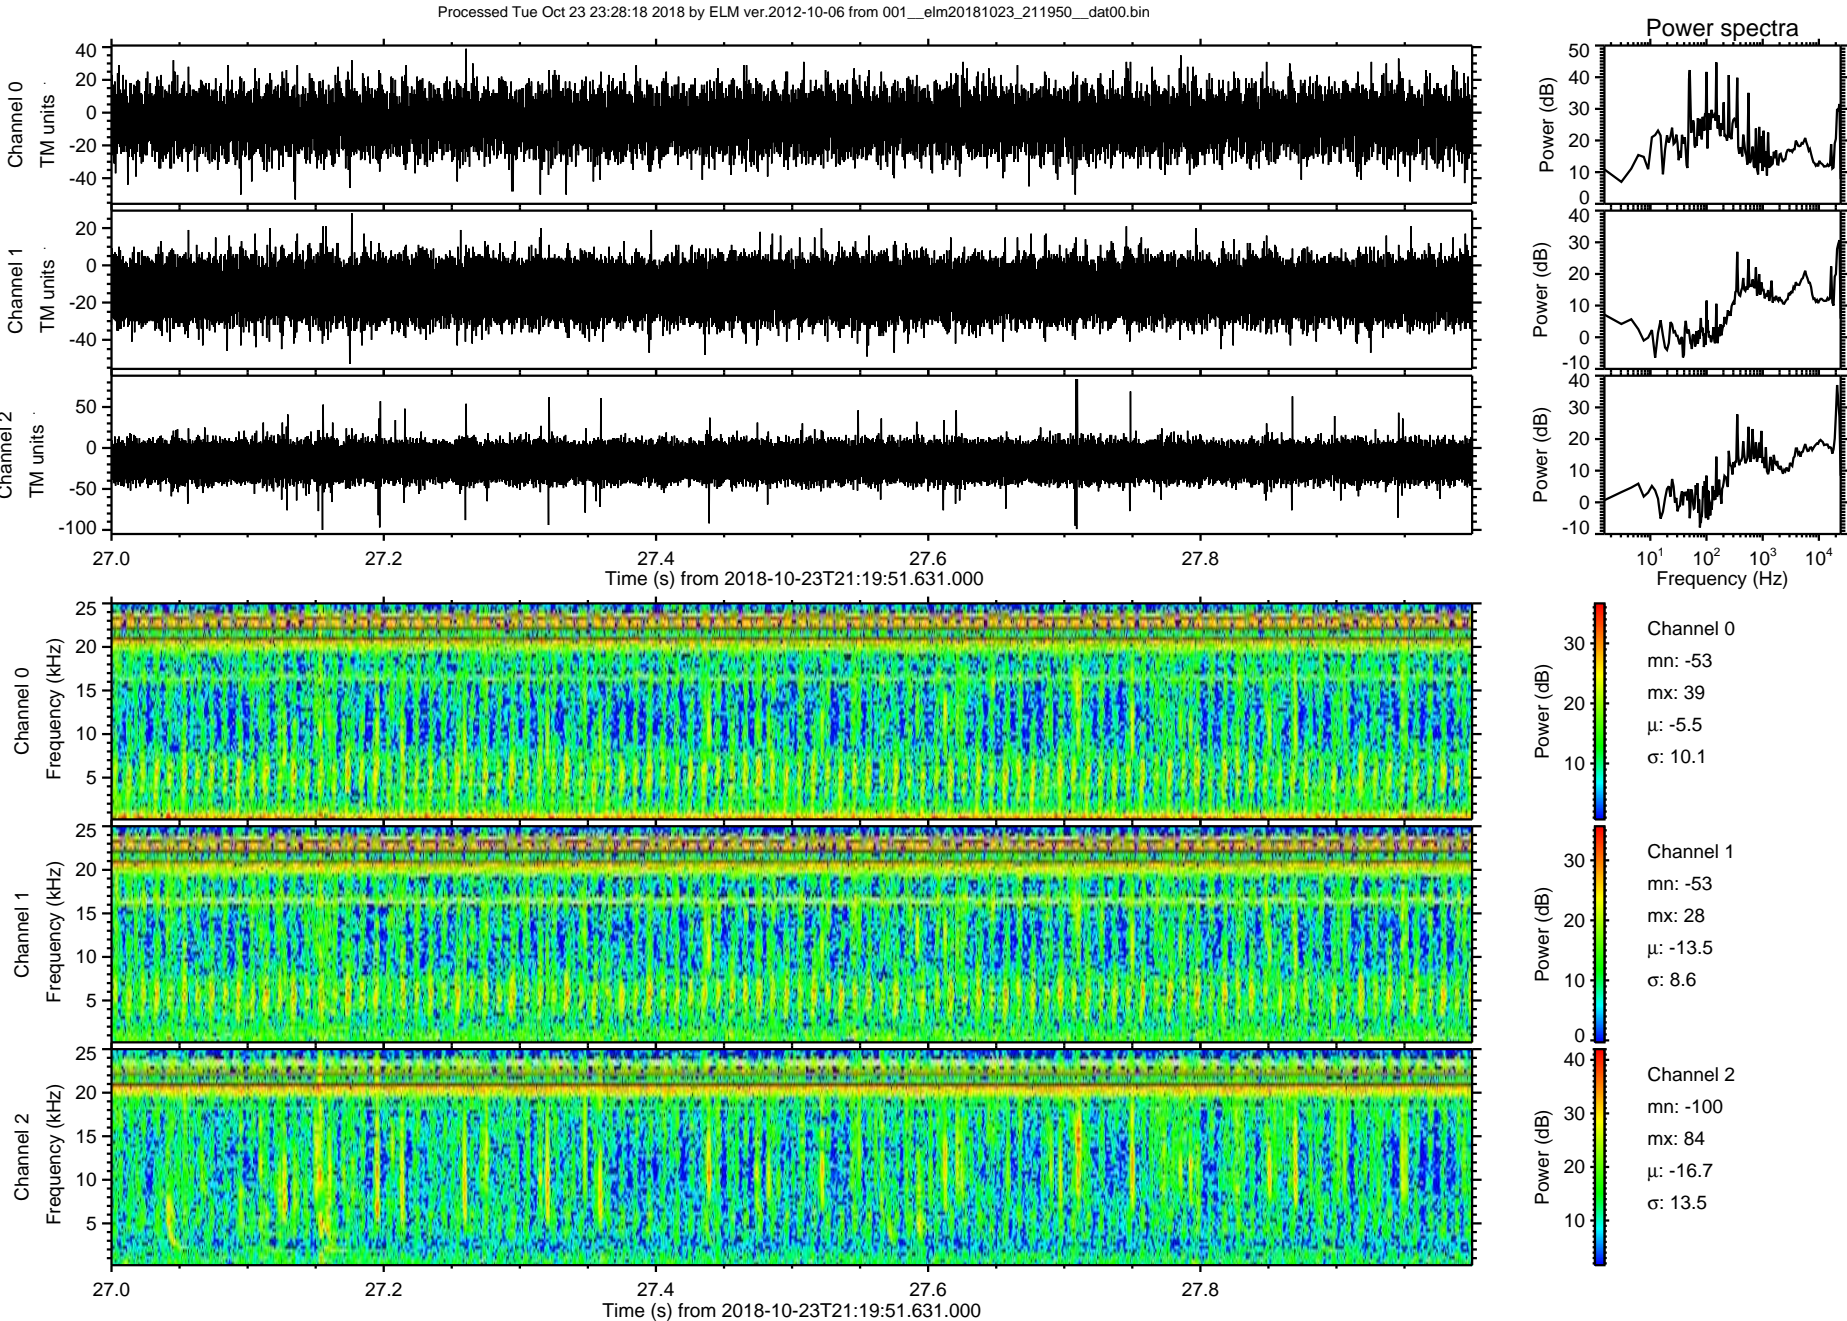 Processed Tue Oct 23 23:28:18 2018 by ELM ver.2012-10-06 from 001__elm20181023_211950__dat00.bin
Power spectra
Channel 0
TM units
40
20
0
-20
-40
Power (dB)
50
40
30
20
10
0
Channel 1
TM units
20
0
-20
-40
Power (dB)
40
30
20
10
0
-10
Channel 2
TM units
50
0
-50
-100
Power (dB)
40
30
20
10
0
-10
27.0 27.2 27.4 27.6 27.8
Time (s) from 2018-10-23T21:19:51.631.000
10^1 10^2 10^3 10^4
Frequency (Hz)
Channel 0
Frequency (kHz)
25
20
15
10
5
Power (dB)
30
20
10
Channel 0
mn: -53
mx: 39
μ: -5.5
σ: 10.1
Channel 1
Frequency (kHz)
25
20
15
10
5
Power (dB)
30
20
10
0
Channel 1
mn: -53
mx: 28
μ: -13.5
σ: 8.6
Channel 2
Frequency (kHz)
25
20
15
10
5
Power (dB)
40
30
20
10
Channel 2
mn: -100
mx: 84
μ: -16.7
σ: 13.5
27.0 27.2 27.4 27.6 27.8
Time (s) from 2018-10-23T21:19:51.631.000